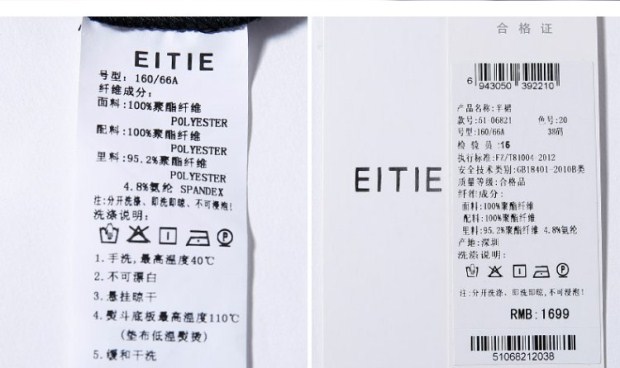 EITIE
号型: 160/66A
纤维成分:
面料:100%聚酯纤维
POLYESTER
配料:100%聚酯纤维
POLYESTER
里料:95.2%聚酯纤维
POLYESTER
4.8%氨纶 SPANDEX
注:分开洗涤、即洗即晾、不可浸泡!
洗涤说明:
1.手洗,最高温度40℃
2.不可漂白
3.悬挂晾干
4.熨斗底板最高温度110℃
(垫布低温熨烫)
5.缓和干洗
EITIE
合格证
6 943050 392210
产品名称:半裙
款号:51 06821 色号:20
号型:160/66A 38码
检验员:15
执行标准:FZ/T81004-2012
安全技术类别:GB18401-2010B类
质量等级:合格品
纤维成分:
面料:100%聚酯纤维
配料:100%聚酯纤维
里料:95.2%聚酯纤维 4.8%氨纶
产地:深圳
洗涤说明:
注:分开洗涤、即洗即晾、不可浸泡!
RMB:1699
51068212038